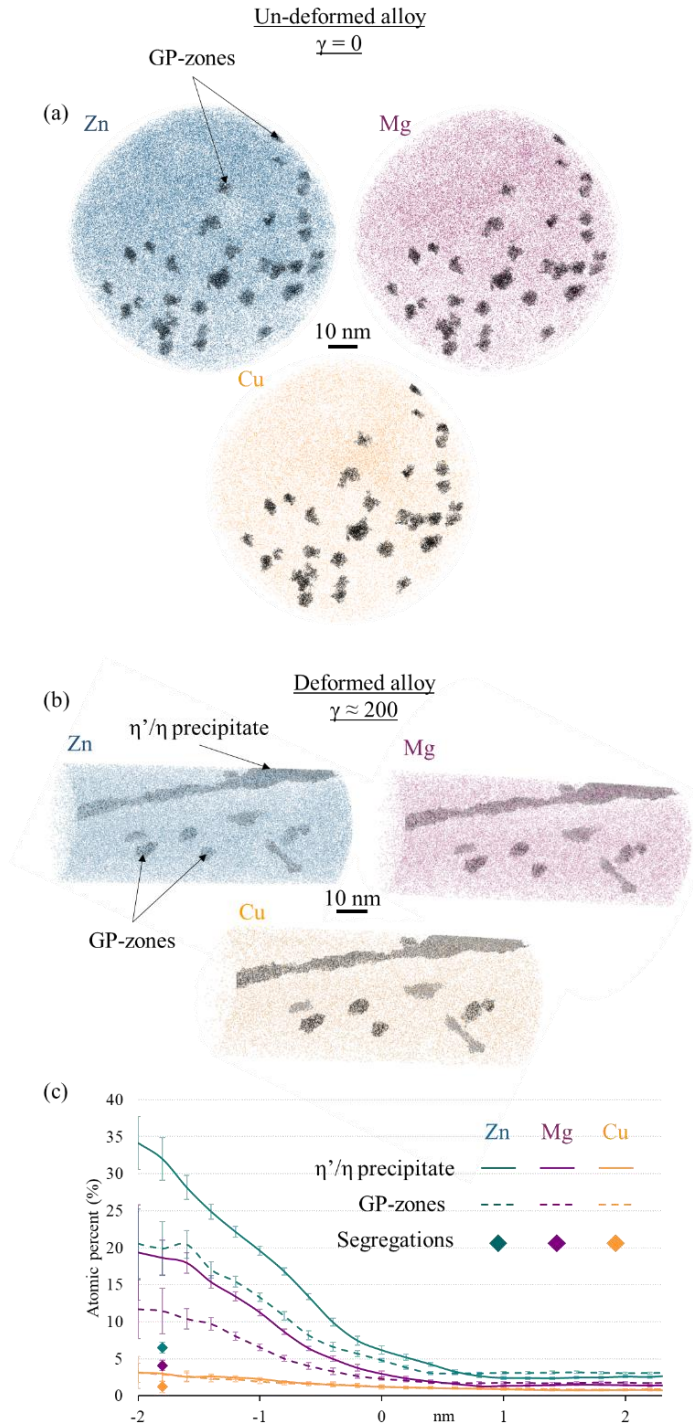 Un-deformed alloy
γ = 0
GP-zones
(a)
Zn
Mg
10 nm
Cu
Deformed alloy
γ ≈ 200
(b)
η’/η precipitate
Zn
Mg
10 nm
Cu
GP-zones
(c)
Atomic percent (%)
40
35
30
25
20
15
10
5
0
Zn Mg Cu
η’/η precipitate
GP-zones
Segregations
-2 -1 0 nm 1 2